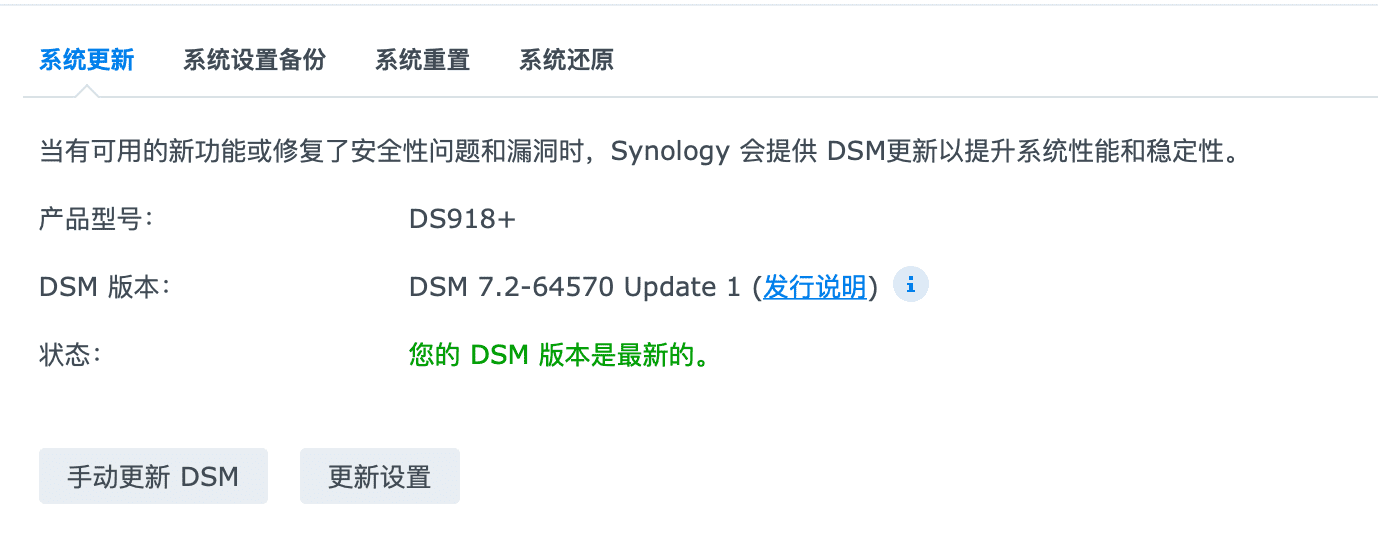 系统更新 系统设置备份 系统重置 系统还原
当有可用的新功能或修复了安全性问题和漏洞时，Synology 会提供 DSM更新以提升系统性能和稳定性。
产品型号： DS918+
DSM 版本： DSM 7.2-64570 Update 1 (发行说明) i
状态： 您的 DSM 版本是最新的。
手动更新 DSM 更新设置